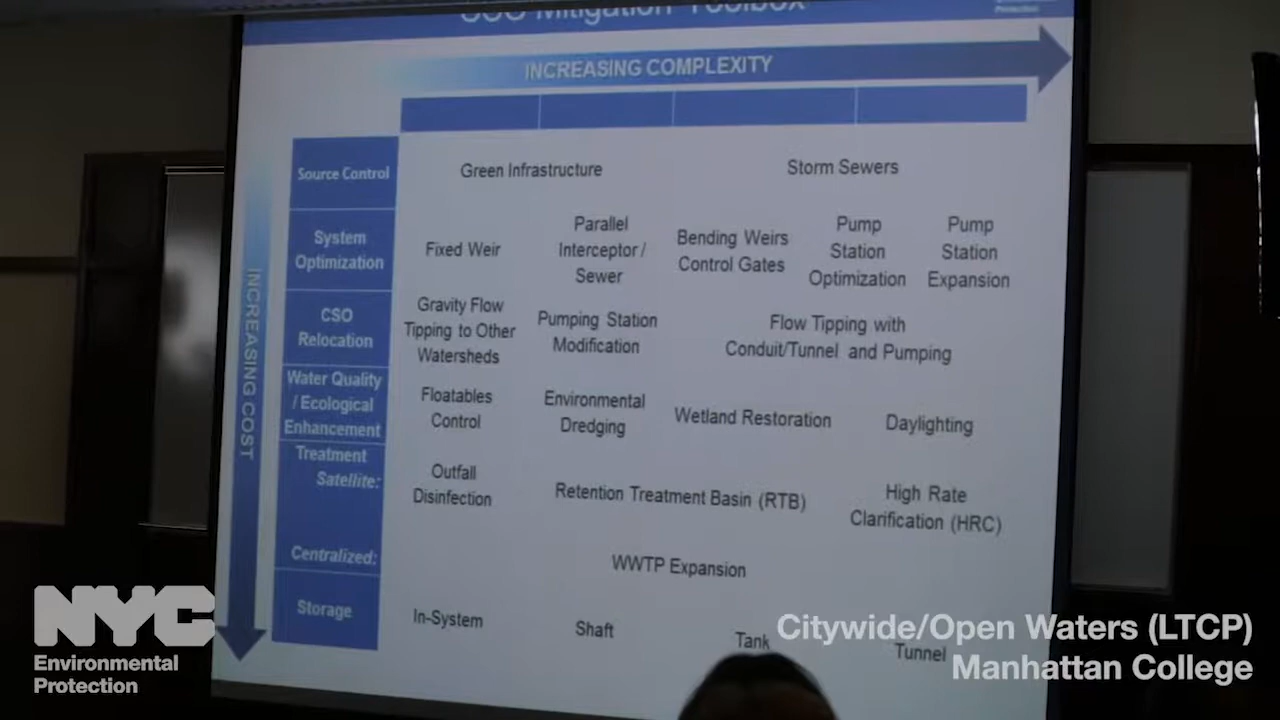 Mitigation Toolbox
Protection
INCREASING COMPLEXITY
INCREASING COST
Source Control
Green Infrastructure
Storm Sewers
System
Optimization
Fixed Weir
Parallel
Interceptor /
Sewer
Bending Weirs
Control Gates
Pump
Station
Optimization
Pump
Station
Expansion
CSO
Relocation
Gravity Flow
Tipping to Other
Watersheds
Pumping Station
Modification
Flow Tipping with
Conduit/Tunnel and Pumping
Water Quality
/ Ecological
Enhancement
Floatables
Control
Environmental
Dredging
Wetland Restoration
Daylighting
Treatment
Satellite:
Outfall
Disinfection
Retention Treatment Basin (RTB)
High Rate
Clarification (HRC)
Centralized:
WWTP Expansion
Storage
In-System
Shaft
Tank
Tunnel
NYC
Environmental
Protection
Citywide/Open Waters (LTCP)
Manhattan College